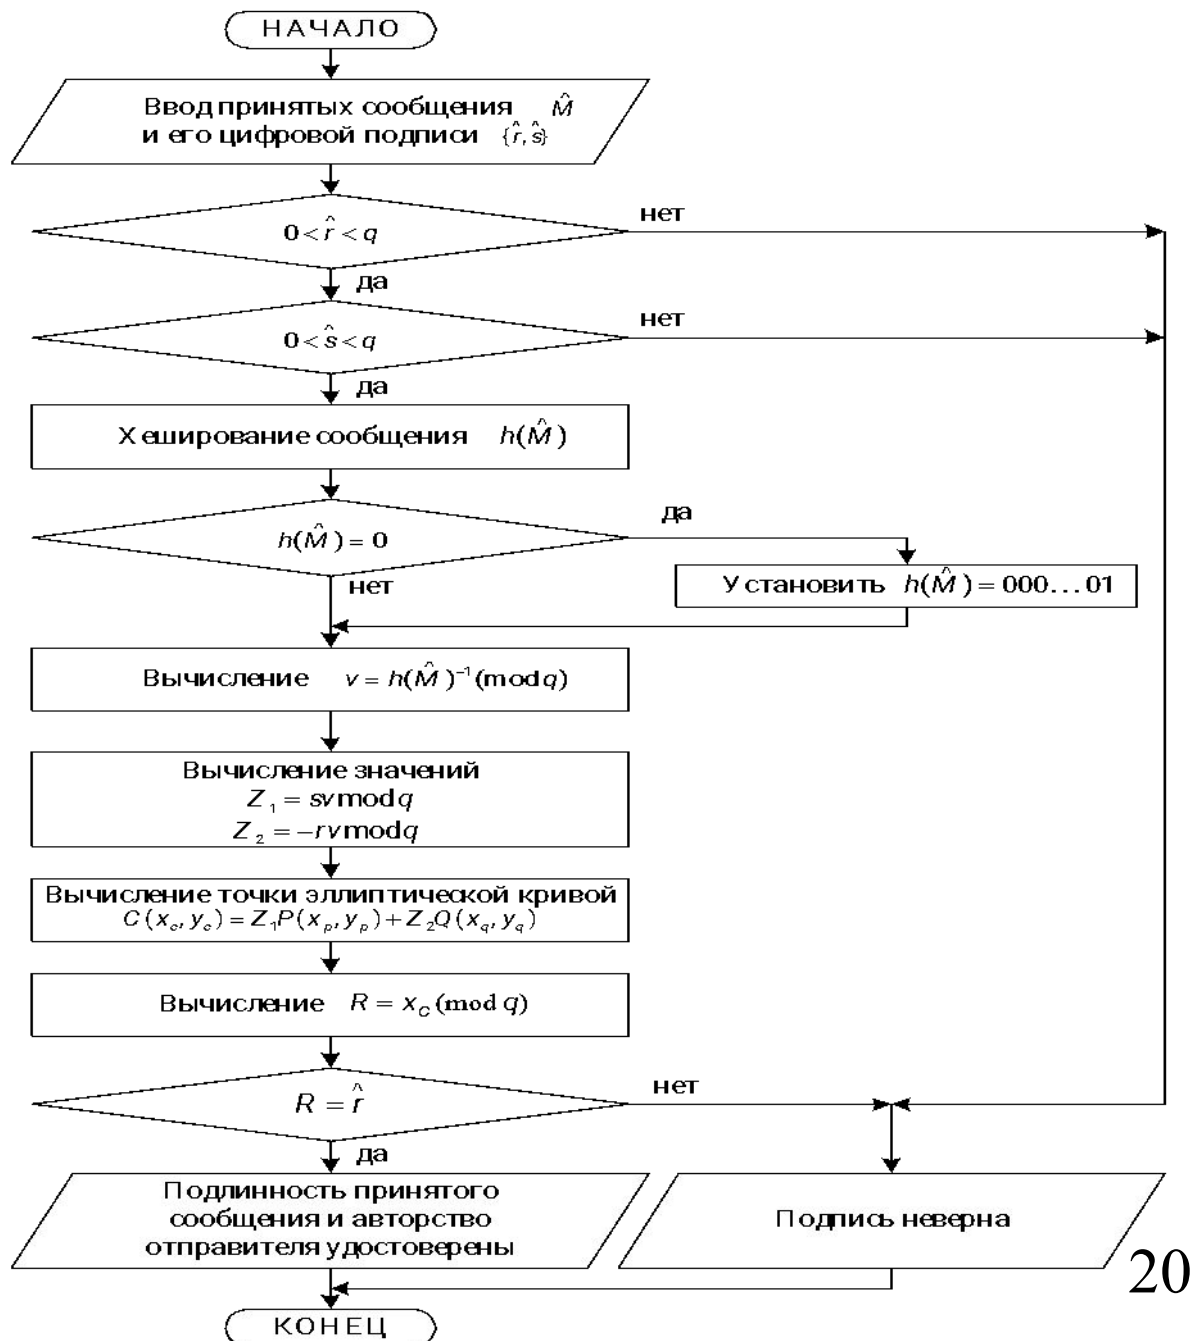 НАЧАЛО
Ввод принятых сообщения M̂
и его цифровой подписи {r̂, ŝ}
0 < r̂ < q
нет
да
0 < ŝ < q
нет
да
Хеширование сообщения h(M̂)
h(M̂) = 0
да
нет
Установить h(M̂) = 000...01
Вычисление v = h(M̂)⁻¹(mod q)
Вычисление значений
Z₁ = sv mod q
Z₂ = −rv mod q
Вычисление точки эллиптической кривой
C(x_c, y_c) = Z₁P(x_p, y_p) + Z₂Q(x_q, y_q)
Вычисление R = x_C (mod q)
R = r̂
нет
да
Подлинность принятого
сообщения и авторство
отправителя удостоверены
Подпись неверна
20
КОНЕЦ